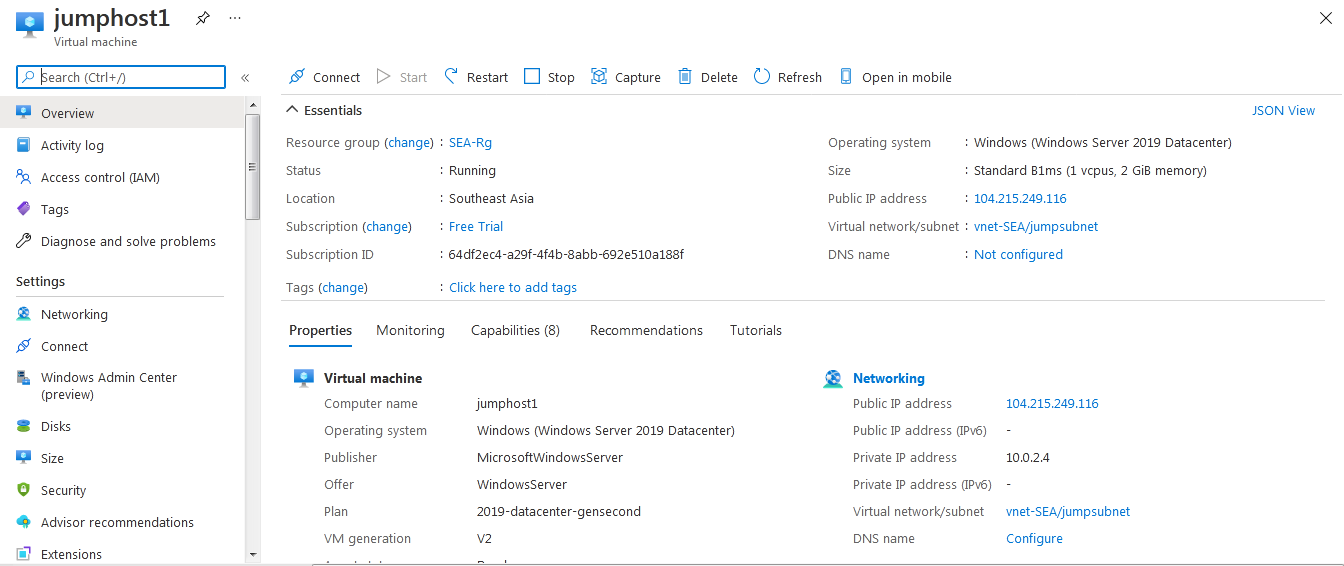 jumphost1
Virtual machine
Search (Ctrl+/)
Overview
Activity log
Access control (IAM)
Tags
Diagnose and solve problems
Settings
Networking
Connect
Windows Admin Center
(preview)
Disks
Size
Security
Advisor recommendations
Extensions
Connect Start Restart Stop Capture Delete Refresh Open in mobile
Essentials JSON View
Resource group (change) : SEA-Rg
Status : Running
Location : Southeast Asia
Subscription (change) : Free Trial
Subscription ID : 64df2ec4-a29f-4f4b-8abb-692e510a188f
Tags (change) : Click here to add tags
Operating system : Windows (Windows Server 2019 Datacenter)
Size : Standard B1ms (1 vcpus, 2 GiB memory)
Public IP address : 104.215.249.116
Virtual network/subnet : vnet-SEA/jumpsubnet
DNS name : Not configured
Properties Monitoring Capabilities (8) Recommendations Tutorials
Virtual machine
Computer name jumphost1
Operating system Windows (Windows Server 2019 Datacenter)
Publisher MicrosoftWindowsServer
Offer WindowsServer
Plan 2019-datacenter-gensecond
VM generation V2
Networking
Public IP address 104.215.249.116
Public IP address (IPv6) -
Private IP address 10.0.2.4
Private IP address (IPv6) -
Virtual network/subnet vnet-SEA/jumpsubnet
DNS name Configure